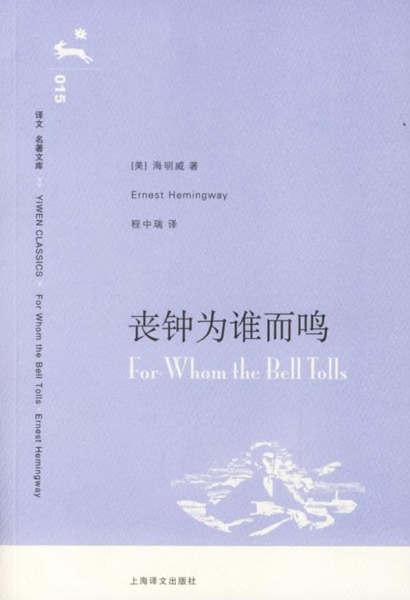 015
译文 名著文库 >> YIWEN CLASSICS > For Whom the Bell Tolls Ernest Hemingway
[美] 海明威 著
Ernest Hemingway
程中瑞 译
丧钟为谁而鸣
For Whom the Bell Tolls
上海译文出版社